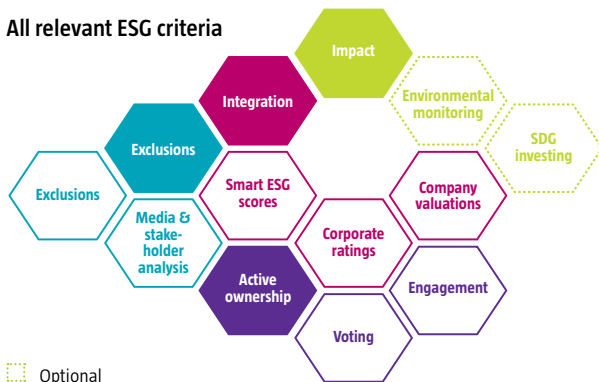 All relevant ESG criteria
Impact
Integration
Environmental
monitoring
Exclusions
SDG
investing
Exclusions
Smart ESG
scores
Company
valuations
Media &
stake-
holder
analysis
Corporate
ratings
Active
ownership
Engagement
Voting
Optional